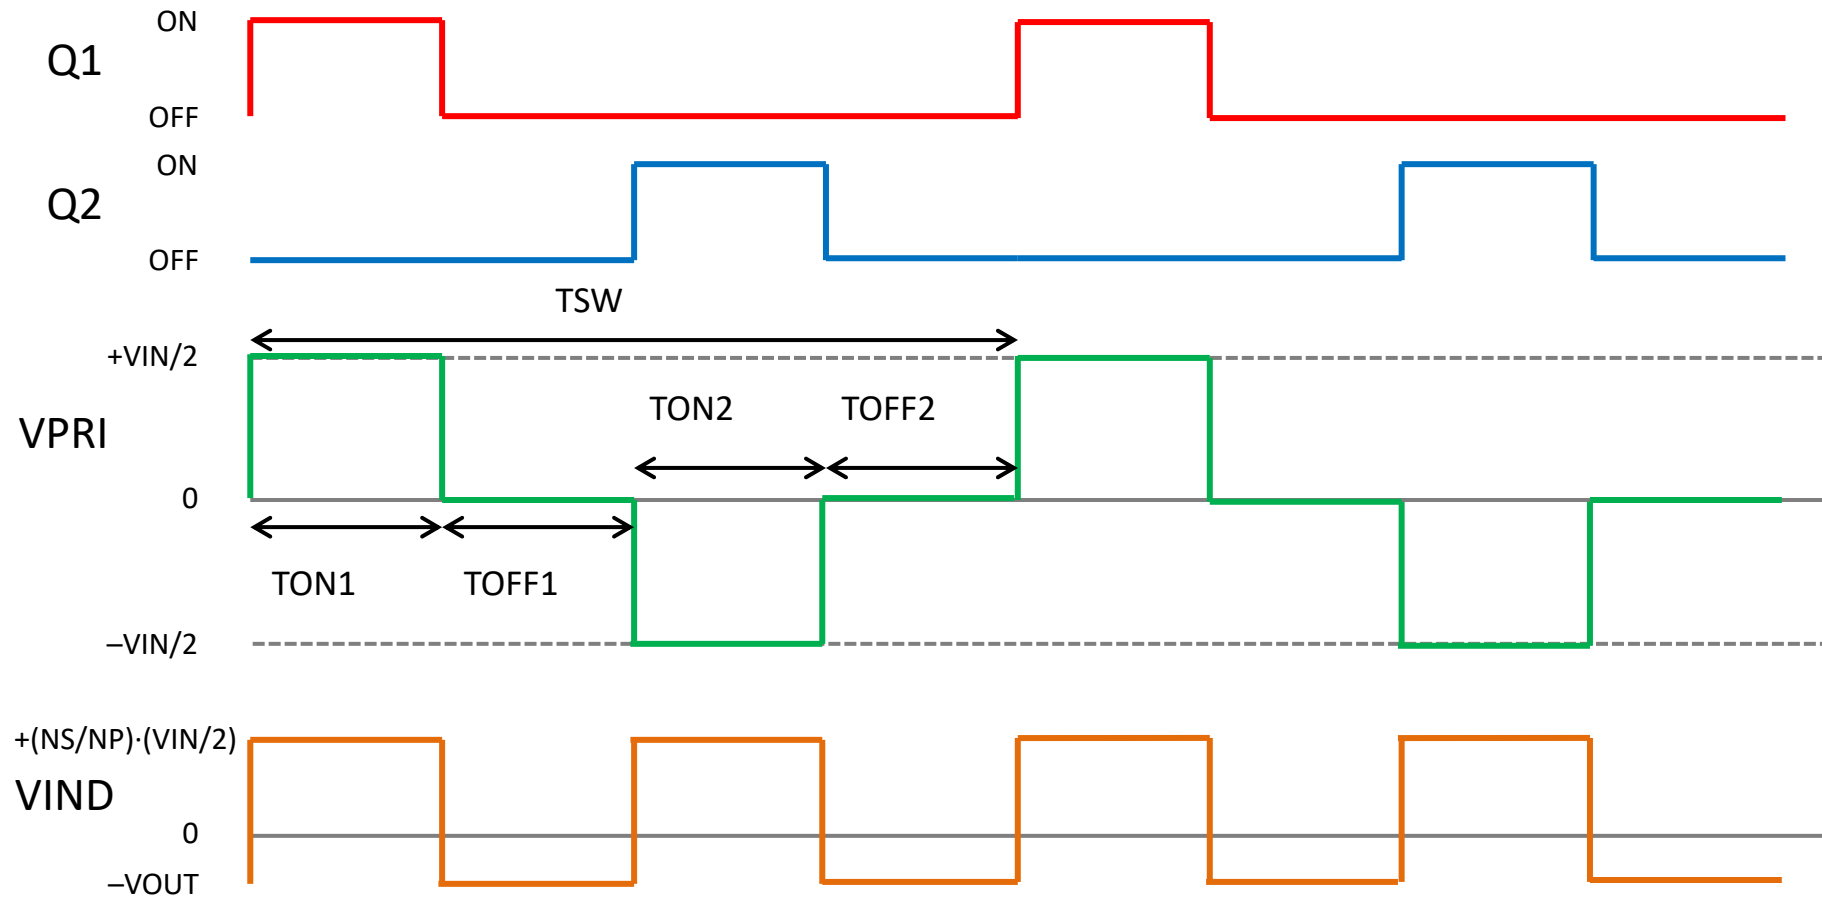 ON
Q1
OFF
ON
Q2
OFF
TSW
+VIN/2
TON2 TOFF2
VPRI
0
TON1 TOFF1
–VIN/2
+(NS/NP)·(VIN/2)
VIND
0
–VOUT